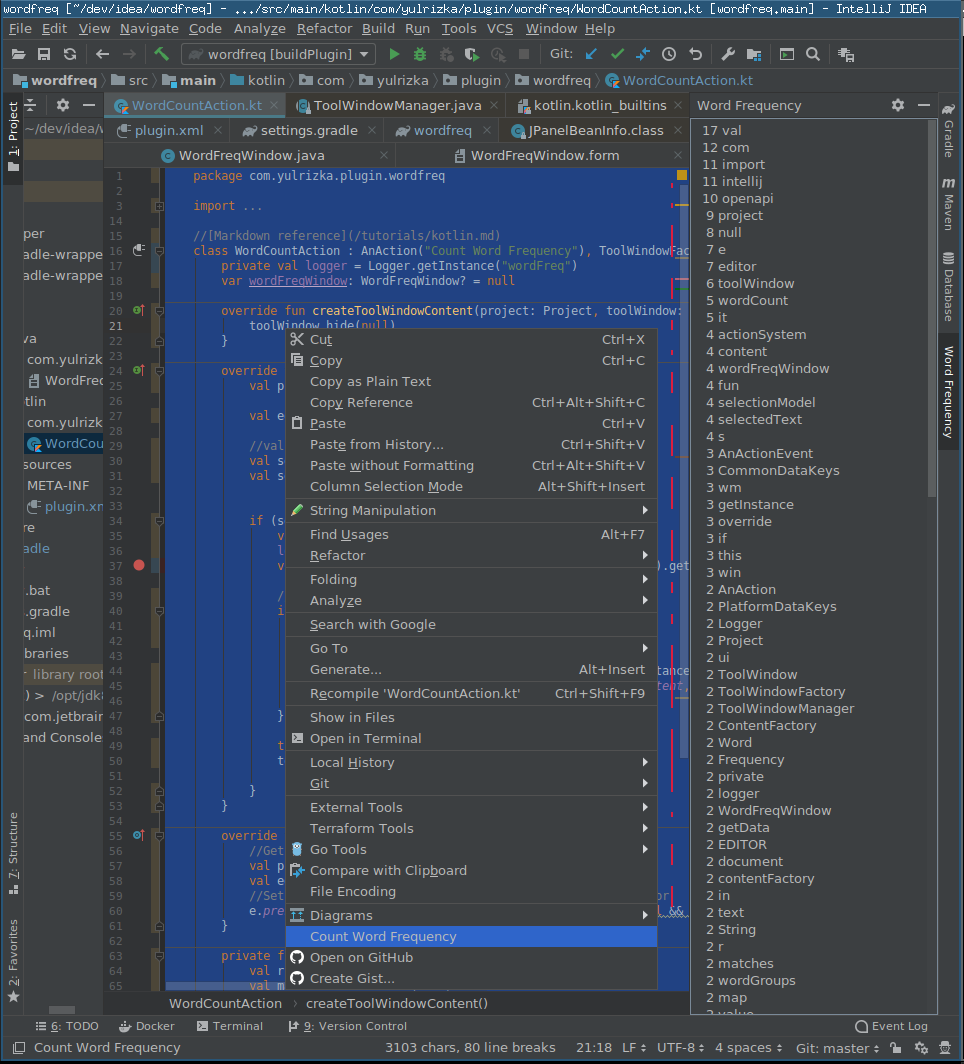 wordfreq [~/dev/idea/wordfreq] - .../src/main/kotlin/com/yulrizka/plugin/wordfreq/WordCountAction.kt [wordfreq.main] - IntelliJ IDEA
File Edit View Navigate Code Analyze Refactor Build Run Tools VCS Window Help
wordfreq [buildPlugin] Git:
wordfreq src main kotlin com yulrizka plugin wordfreq WordCountAction.kt
1: Project
7: Structure
2: Favorites
~/dev/idea/w
per
adle-wrappe
adle-wrappe
va
com.yulrizk
WordFreq
tlin
com.yulrizk
WordCou
sources
META-INF
plugin.xm
re
adle
.bat
.gradle
q.iml
braries
library root
) > /opt/jdk8
com.jetbrain
and Console
WordCountAction.kt ToolWindowManager.java kotlin.kotlin_builtins
plugin.xml settings.gradle wordfreq JPanelBeanInfo.class
WordFreqWindow.java WordFreqWindow.form
1 package com.yulrizka.plugin.wordfreq
2
3 import ...
14
15 //[Markdown reference](/tutorials/kotlin.md)
16 class WordCountAction : AnAction("Count Word Frequency"), ToolWindowFac
17 private val logger = Logger.getInstance("wordFreq")
18 var wordFreqWindow: WordFreqWindow? = null
19
20 override fun createToolWindowContent(project: Project, toolWindow:
21 toolWindow.hide(null)
22 }
23
24 override
25 val p
26
27 val e
28
29 //val
30 val s
31 val s
32
33
34 if (s
35 v
36 l
37 v ).get
38
39 /
40 i
41
42
43
44 tance
45 tent,
46
47 }
48
49 t
50 t
51
52 }
53 }
54
55 override
56 //Get
57 val p
58 val e
59 //Set or
60 e.pre l &&
61 }
62
63 private f
64 val r
65 val m
Cut Ctrl+X
Copy Ctrl+C
Copy as Plain Text
Copy Reference Ctrl+Alt+Shift+C
Paste Ctrl+V
Paste from History... Ctrl+Shift+V
Paste without Formatting Ctrl+Alt+Shift+V
Column Selection Mode Alt+Shift+Insert
String Manipulation
Find Usages Alt+F7
Refactor
Folding
Analyze
Search with Google
Go To
Generate... Alt+Insert
Recompile 'WordCountAction.kt' Ctrl+Shift+F9
Show in Files
Open in Terminal
Local History
Git
External Tools
Terraform Tools
Go Tools
Compare with Clipboard
File Encoding
Diagrams
Count Word Frequency
Open on GitHub
Create Gist...
WordCountAction › createToolWindowContent()
Word Frequency
17 val
12 com
11 import
11 intellij
10 openapi
9 project
8 null
7 e
7 editor
6 toolWindow
5 wordCount
5 it
4 actionSystem
4 content
4 wordFreqWindow
4 fun
4 selectionModel
4 selectedText
4 s
3 AnActionEvent
3 CommonDataKeys
3 wm
3 getInstance
3 override
3 if
3 this
3 win
2 AnAction
2 PlatformDataKeys
2 Logger
2 Project
2 ui
2 ToolWindow
2 ToolWindowFactory
2 ToolWindowManager
2 ContentFactory
2 Word
2 Frequency
2 private
2 logger
2 WordFreqWindow
2 getData
2 EDITOR
2 document
2 contentFactory
2 in
2 text
2 String
2 r
2 matches
2 wordGroups
2 map
2 value
Gradle
Maven
Database
Word Frequency
6: TODO Docker Terminal 9: Version Control Event Log
Count Word Frequency 3103 chars, 80 line breaks 21:18 LF UTF-8 4 spaces Git: master